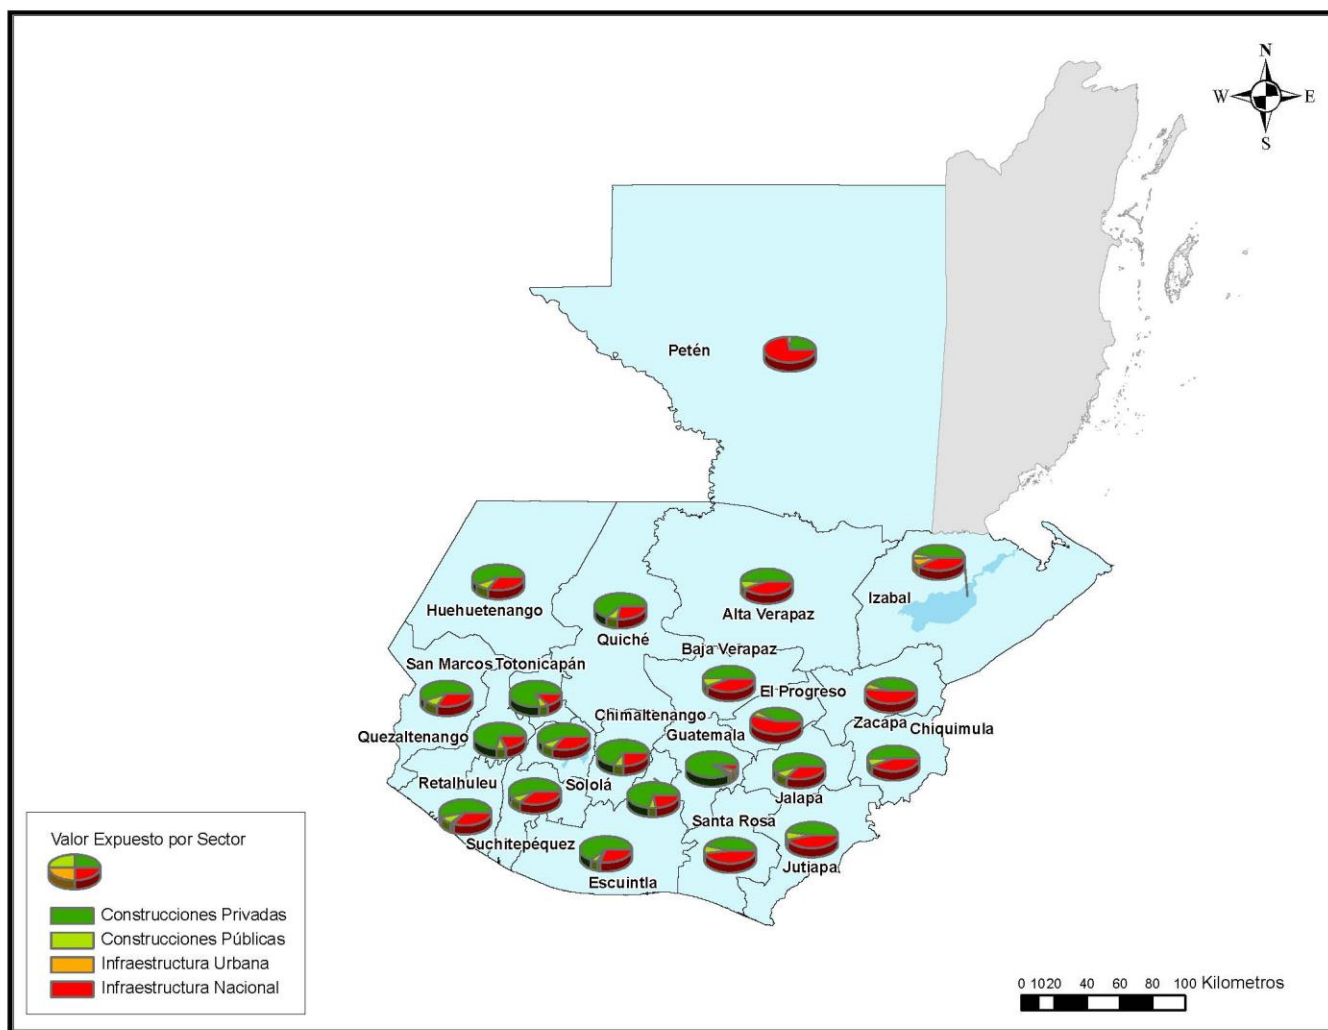 N
W
E
S
Petén
Izabal
Huehuetenango
Alta Verapaz
Quiché
Baja Verapaz
San Marcos
Totonicapán
El Progreso
Chimaltenango
Zacapa
Chiquimula
Quezaltenango
Guatemala
Retalhuleu
Sololá
Jalapa
Santa Rosa
Suchitepéquez
Jutiapa
Escuintla
Valor Expuesto por Sector
Construcciones Privadas
Construcciones Públicas
Infraestructura Urbana
Infraestructura Nacional
0 10 20 40 60 80 100 Kilometros